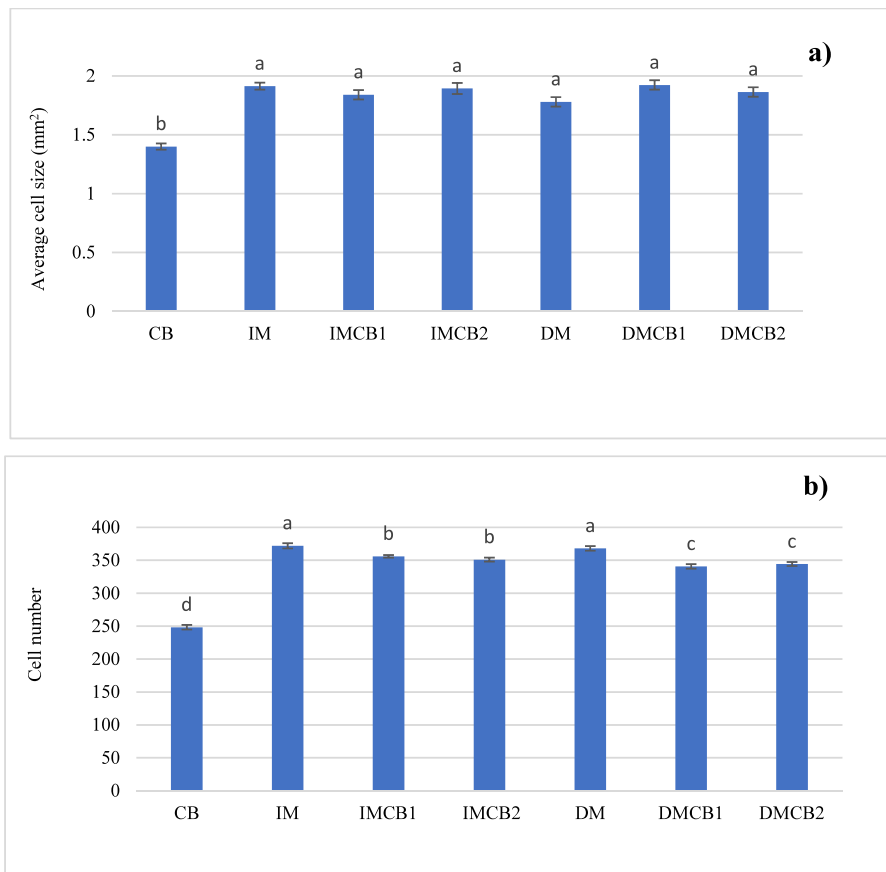 a)
a a a a a a
b
2
1.5
1
0.5
0
Average cell size (mm²)
CB IM IMCB1 IMCB2 DM DMCB1 DMCB2
b)
a b b a c c
d
400
350
300
250
200
150
100
50
0
Cell number
CB IM IMCB1 IMCB2 DM DMCB1 DMCB2